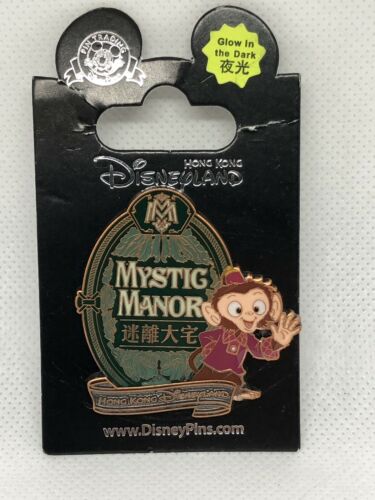 PIN TRADING
Glow in
the Dark
夜光
HONG KONG
DISNEYLAND
MM
MYSTIC
MANOR
迷離大宅
HONG KONG DISNEYLAND
www.DisneyPins.com